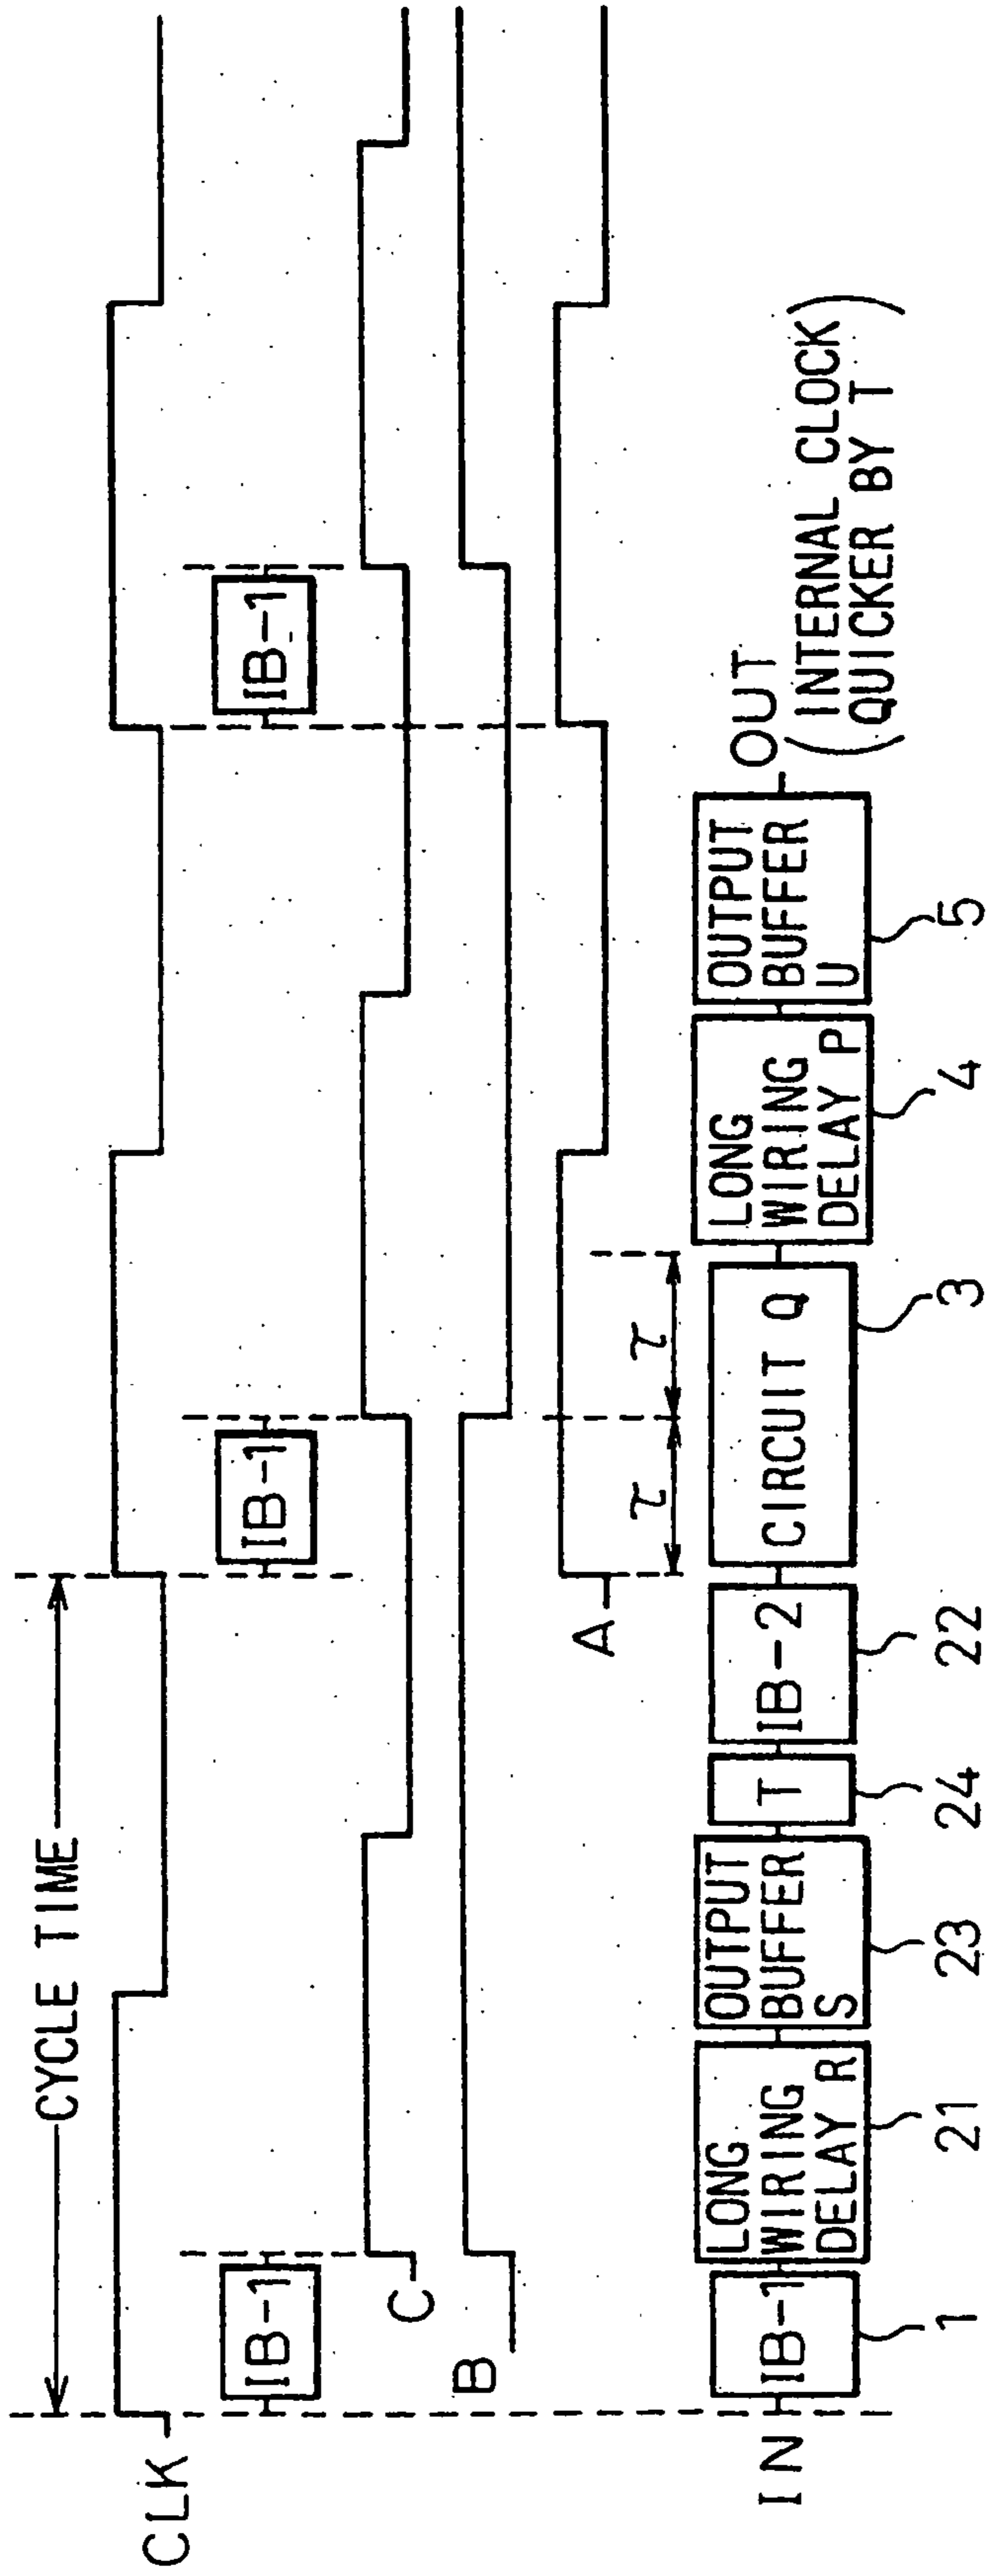 CYCLE TIME
CLK
IB-1
IB-1
IB-1
C
B
A
τ
τ
IN
IB-1
LONG
WIRING
DELAY R
OUTPUT
BUFFER
S
T
IB-2
CIRCUIT Q
LONG
WIRING
DELAY P
OUTPUT
BUFFER
U
OUT
(INTERNAL CLOCK
QUICKER BY T)
1
21
23
24
22
3
4
5